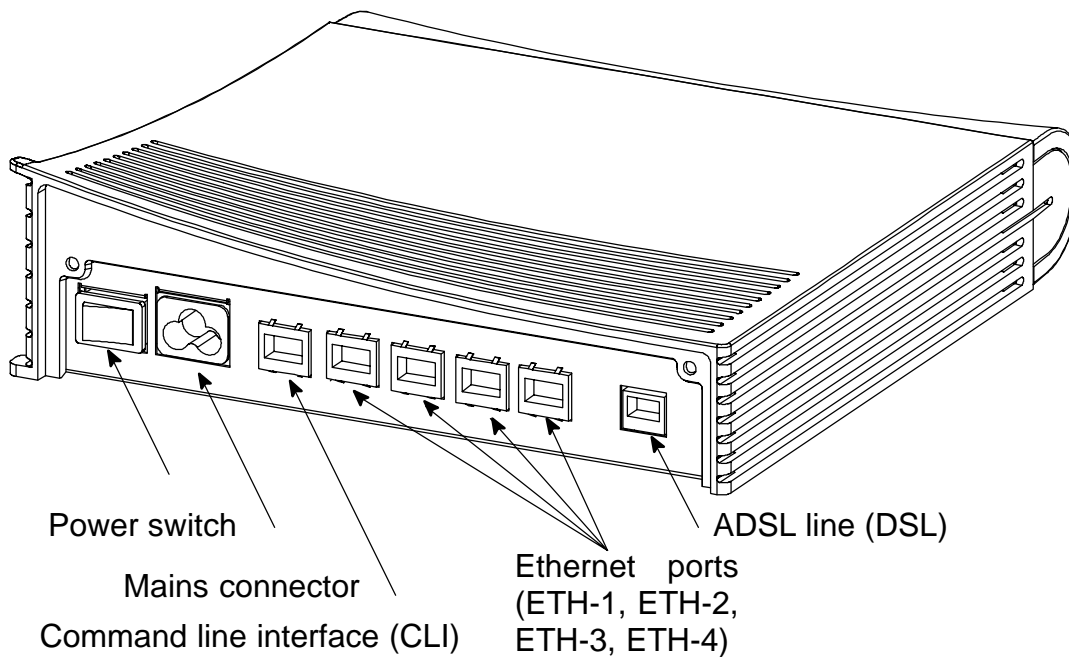 Power switch
Mains connector
Command line interface (CLI)
Ethernet ports
(ETH-1, ETH-2,
ETH-3, ETH-4)
ADSL line (DSL)